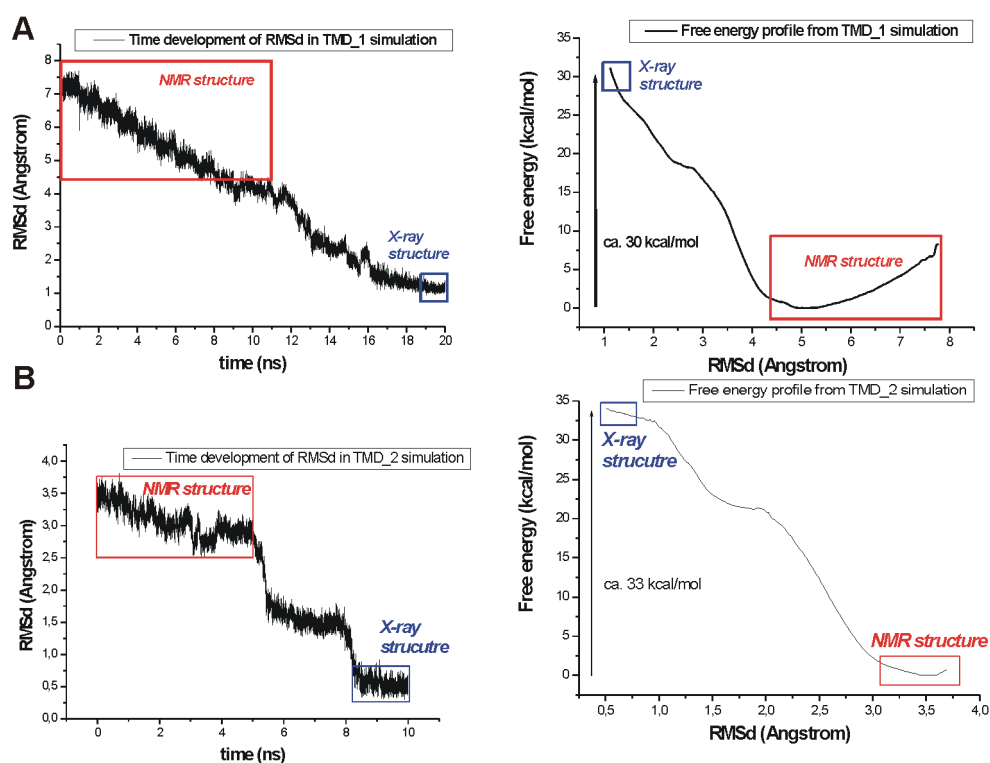 A
Time development of RMSd in TMD_1 simulation
8
7
6
5
4
3
2
1
0
RMSd (Angstrom)
NMR structure
X-ray
structure
0 2 4 6 8 10 12 14 16 18 20
time (ns)
Free energy profile from TMD_1 simulation
35
30
25
20
15
10
5
0
Free energy (kcal/mol)
X-ray
structure
ca. 30 kcal/mol
NMR structure
1 2 3 4 5 6 7 8
RMSd (Angstrom)
B
Time development of RMSd in TMD_2 simulation
4,0
3,5
3,0
2,5
2,0
1,5
1,0
0,5
0,0
RMSd (Angstrom)
NMR structure
X-ray
strucutre
0 2 4 6 8 10
time (ns)
Free energy profile from TMD_2 simulation
35
30
25
20
15
10
5
0
Free energy (kcal/mol)
X-ray
strucutre
ca. 33 kcal/mol
NMR structure
0,5 1,0 1,5 2,0 2,5 3,0 3,5 4,0
RMSd (Angstrom)